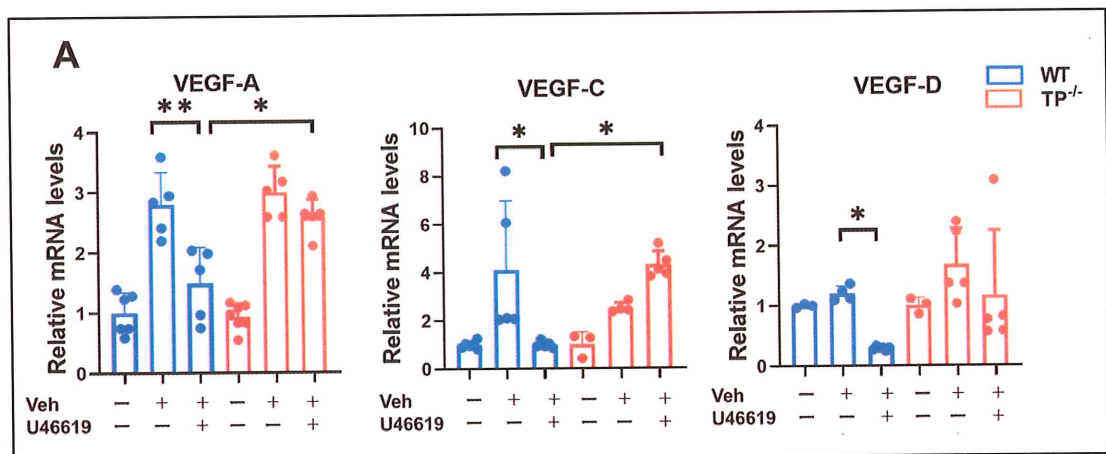 A
VEGF-A
VEGF-C
VEGF-D
WT
TP-/-
** *
* *
*
Relative mRNA levels
4
3
2
1
0
Relative mRNA levels
10
8
6
4
2
0
Relative mRNA levels
4
3
2
1
0
Veh − + + − + +
U46619 − − + − − +
Veh − + + − + +
U46619 − − + − − +
Veh − + + − + +
U46619 − − + − − +